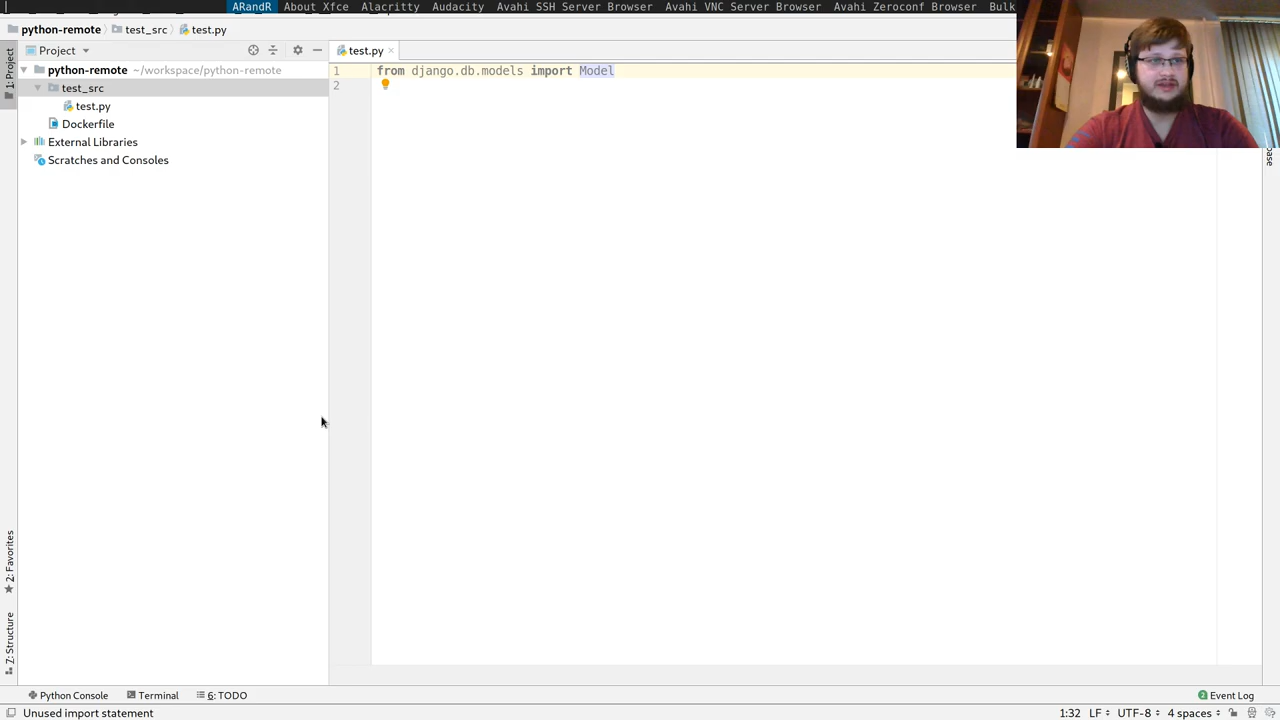 ARandR About Xfce Alacritty Audacity Avahi SSH Server Browser Avahi VNC Server Browser Avahi Zeroconf Browser Bulk
python-remote test_src test.py
Project
test.py
1: Project
python-remote ~/workspace/python-remote
test_src
test.py
Dockerfile
External Libraries
Scratches and Consoles
1 from django.db.models import Model
2
2: Favorites
Z: Structure
Python Console Terminal 6: TODO
2 Event Log
Unused import statement
1:32 LF UTF-8 4 spaces